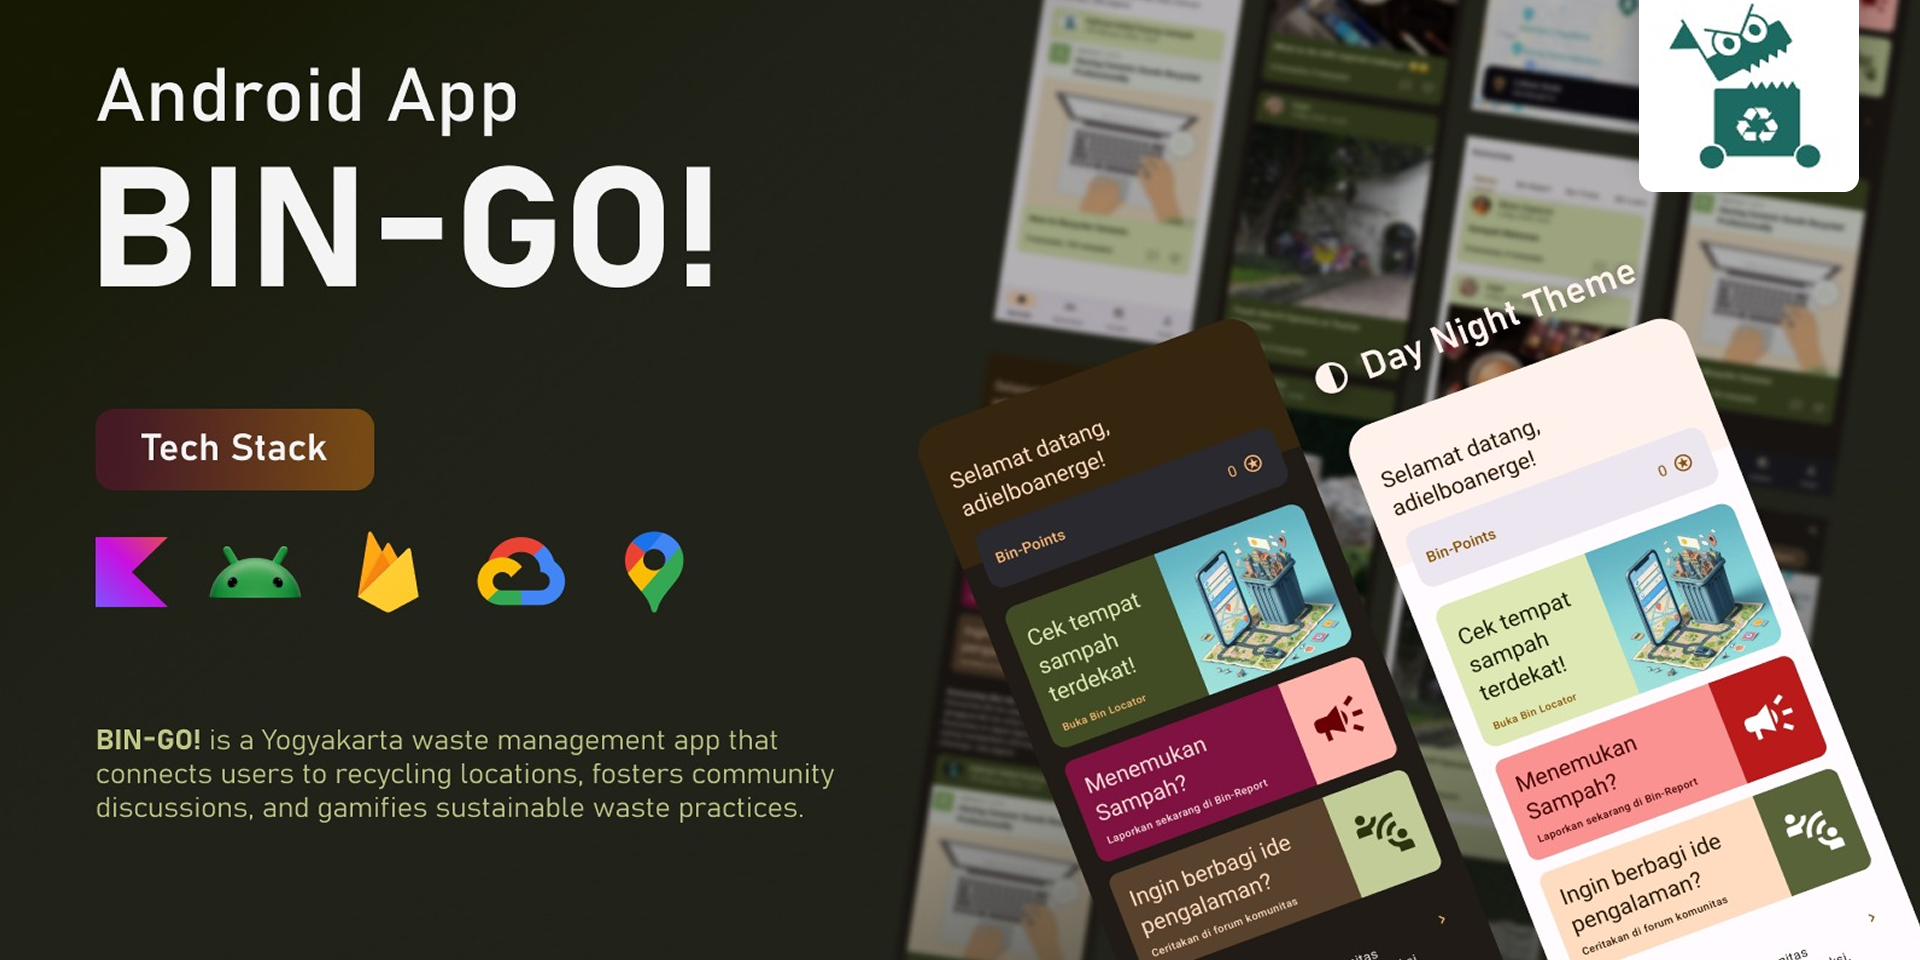 Android App
BIN-GO!
Tech Stack
BIN-GO! is a Yogyakarta waste management app that
connects users to recycling locations, fosters community
discussions, and gamifies sustainable waste practices.
Day Night Theme
Selamat datang,
adielboanerge!
0
Bin-Points
Cek tempat
sampah
terdekat!
Buka Bin Locator
Menemukan
Sampah?
Laporkan sekarang di Bin-Report
Ingin berbagi ide
pengalaman?
Ceritakan di forum komunitas
Selamat datang,
adielboanerge!
0
Bin-Points
Cek tempat
sampah
terdekat!
Buka Bin Locator
Menemukan
Sampah?
Laporkan sekarang di Bin-Report
Ingin berbagi ide
pengalaman?
Ceritakan di forum komunitas